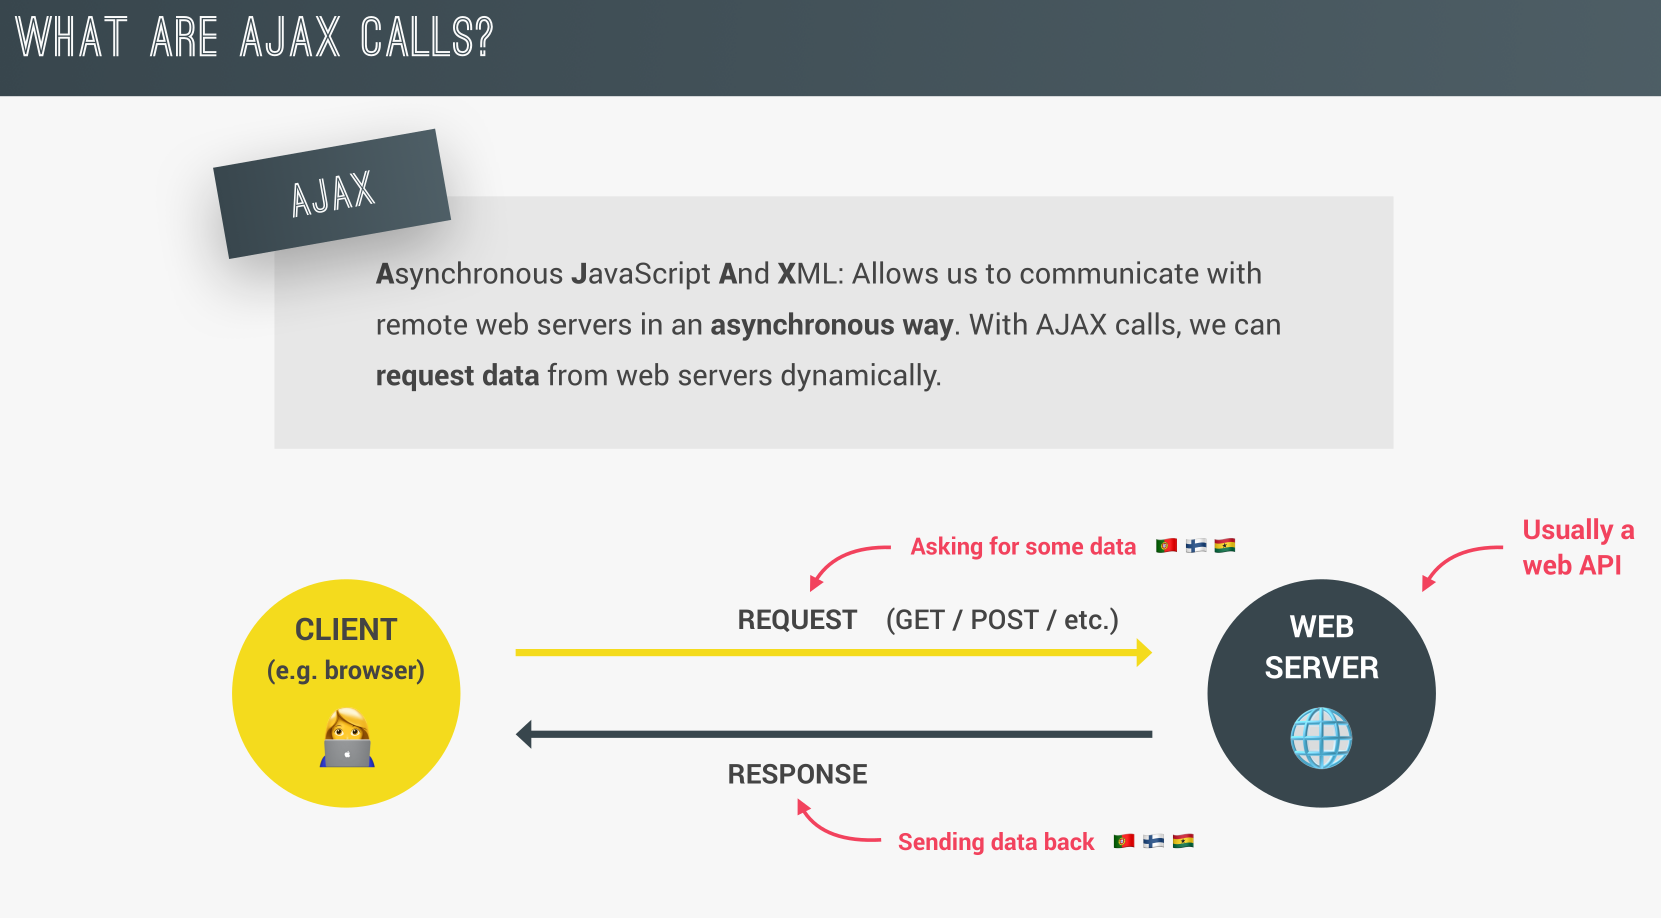 WHAT ARE AJAX CALLS?
AJAX
Asynchronous JavaScript And XML: Allows us to communicate with
remote web servers in an asynchronous way. With AJAX calls, we can
request data from web servers dynamically.
Usually a
web API
Asking for some data
REQUEST (GET / POST / etc.)
CLIENT
(e.g. browser)
WEB
SERVER
RESPONSE
Sending data back